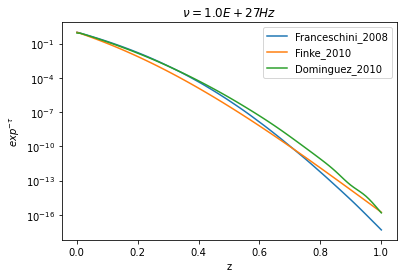 ν = 1.0E + 27Hz
Franceschini_2008
Finke_2010
Dominguez_2010
10⁻¹
10⁻⁴
10⁻⁷
10⁻¹⁰
10⁻¹³
10⁻¹⁶
exp⁻τ
0.0 0.2 0.4 0.6 0.8 1.0
z